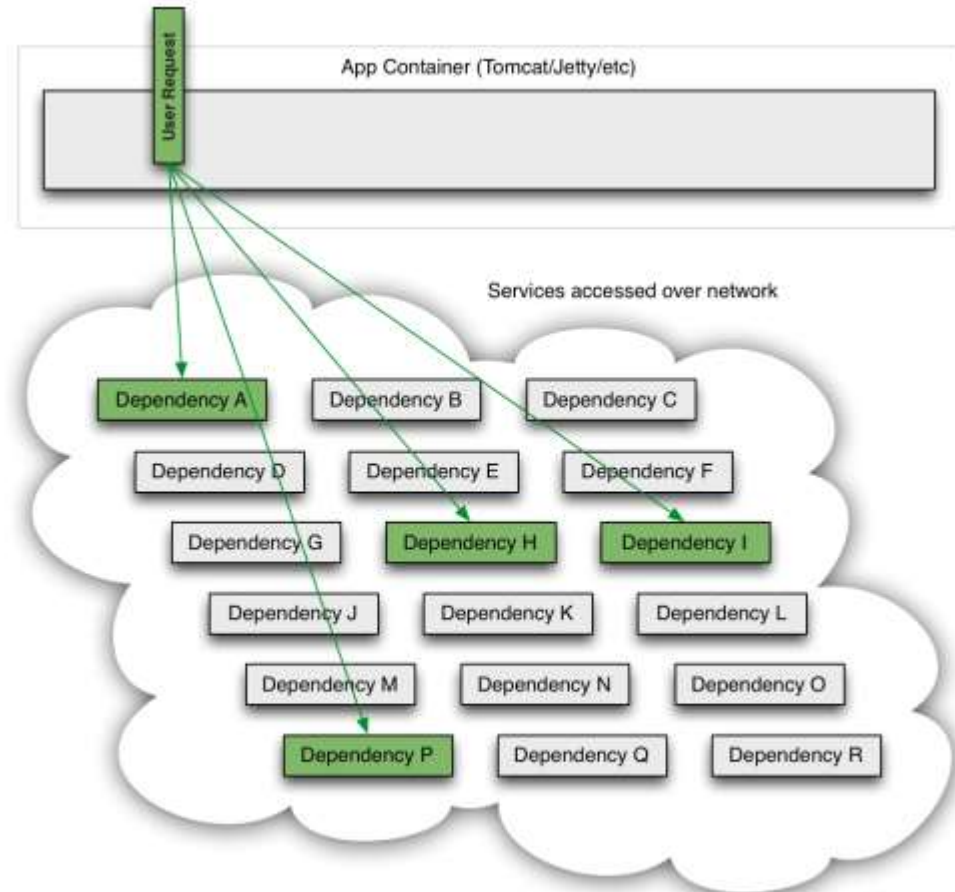 User Request
App Container (Tomcat/Jetty/etc)
Services accessed over network
Dependency A
Dependency B
Dependency C
Dependency D
Dependency E
Dependency F
Dependency G
Dependency H
Dependency I
Dependency J
Dependency K
Dependency L
Dependency M
Dependency N
Dependency O
Dependency P
Dependency Q
Dependency R